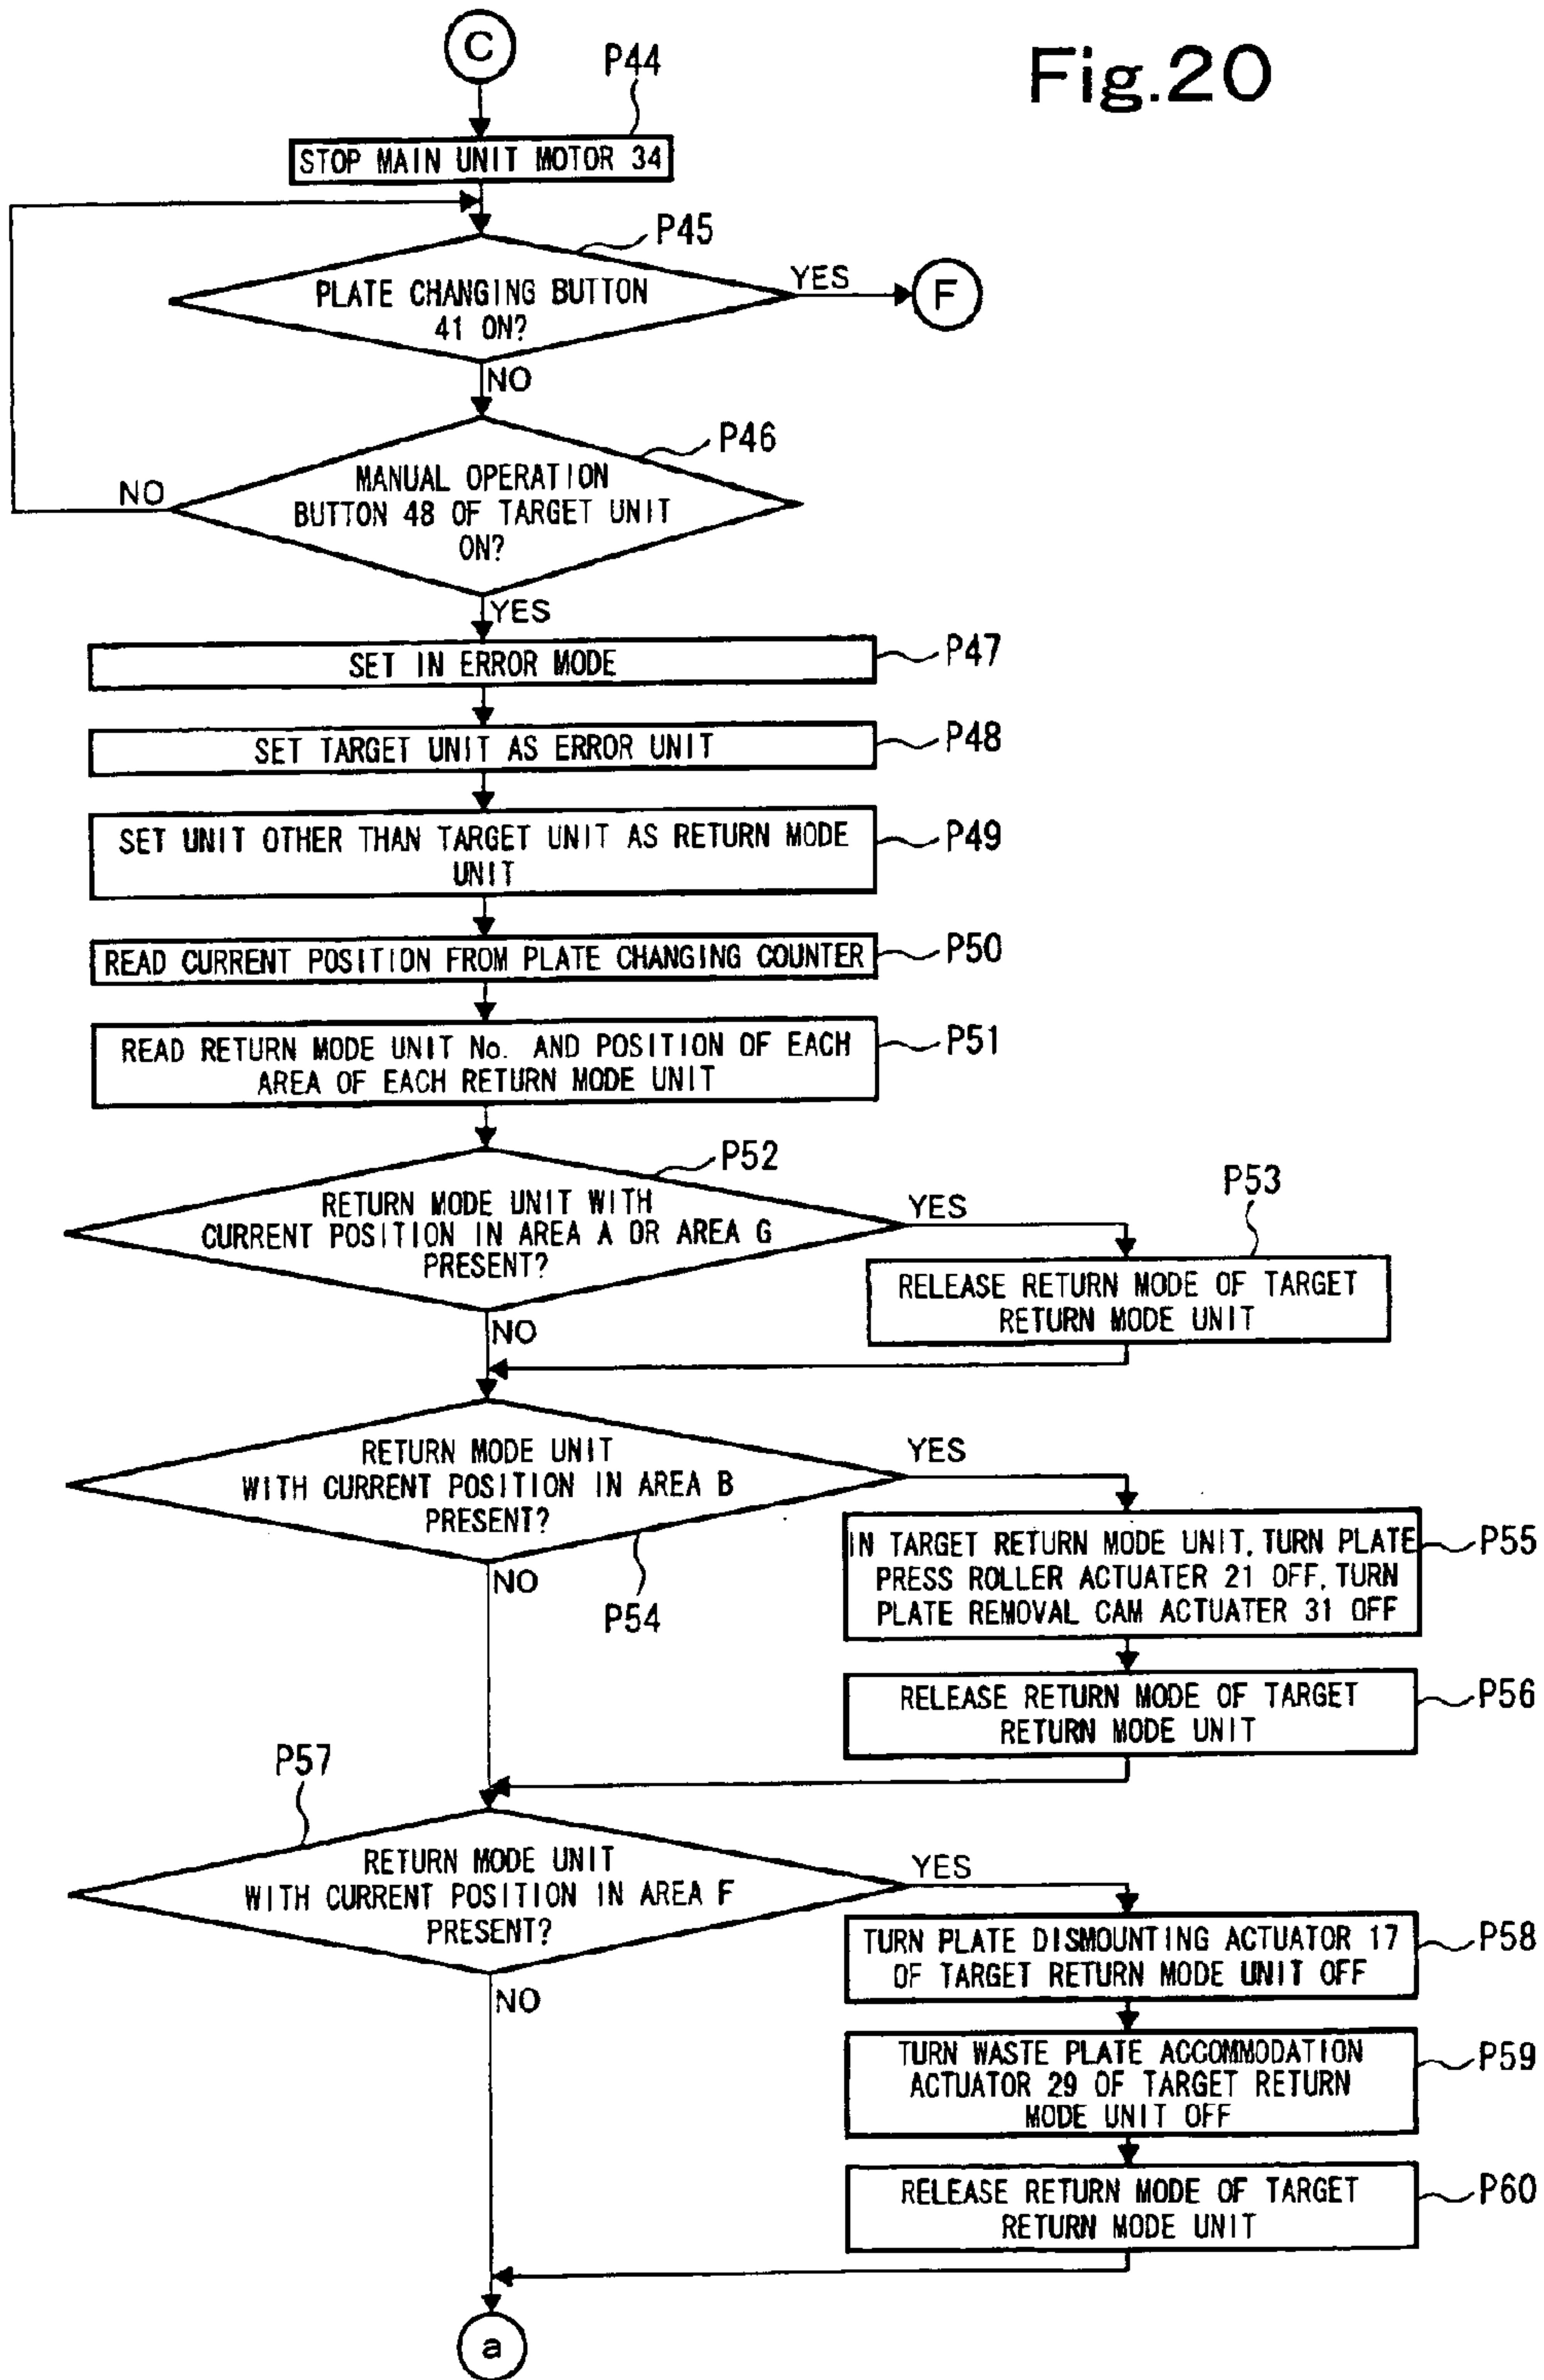 C
P44
Fig.20
STOP MAIN UNIT MOTOR 34
P45
PLATE CHANGING BUTTON
41 ON?
YES
F
NO
P46
MANUAL OPERATION
BUTTON 48 OF TARGET UNIT
ON?
NO
YES
SET IN ERROR MODE
P47
SET TARGET UNIT AS ERROR UNIT
P48
SET UNIT OTHER THAN TARGET UNIT AS RETURN MODE
UNIT
P49
READ CURRENT POSITION FROM PLATE CHANGING COUNTER
P50
READ RETURN MODE UNIT No. AND POSITION OF EACH
AREA OF EACH RETURN MODE UNIT
P51
P52
RETURN MODE UNIT WITH
CURRENT POSITION IN AREA A OR AREA G
PRESENT?
YES
P53
RELEASE RETURN MODE OF TARGET
RETURN MODE UNIT
NO
RETURN MODE UNIT
WITH CURRENT POSITION IN AREA B
PRESENT?
YES
P54
IN TARGET RETURN MODE UNIT, TURN PLATE
PRESS ROLLER ACTUATER 21 OFF, TURN
PLATE REMOVAL CAM ACTUATER 31 OFF
P55
NO
RELEASE RETURN MODE OF TARGET
RETURN MODE UNIT
P56
P57
RETURN MODE UNIT
WITH CURRENT POSITION IN AREA F
PRESENT?
YES
TURN PLATE DISMOUNTING ACTUATOR 17
OF TARGET RETURN MODE UNIT OFF
P58
NO
TURN WASTE PLATE ACCOMMODATION
ACTUATOR 29 OF TARGET RETURN
MODE UNIT OFF
P59
RELEASE RETURN MODE OF TARGET
RETURN MODE UNIT
P60
a